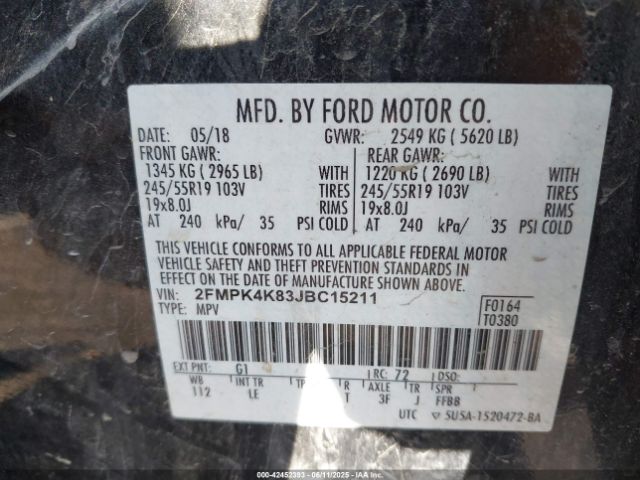 MFD. BY FORD MOTOR CO.
DATE: 05/18 GVWR: 2549 KG ( 5620 LB)
FRONT GAWR: REAR GAWR:
1345 KG ( 2965 LB) WITH 1220 KG ( 2690 LB) WITH
245/55R19 103V TIRES 245/55R19 103V TIRES
19x8.0J RIMS 19x8.0J RIMS
AT 240 kPa/ 35 PSI COLD AT 240 kPa/ 35 PSI COLD
THIS VEHICLE CONFORMS TO ALL APPLICABLE FEDERAL MOTOR
VEHICLE SAFETY AND THEFT PREVENTION STANDARDS IN
EFFECT ON THE DATE OF MANUFACTURE SHOWN ABOVE.
VIN: 2FMPK4K83JBC15211
TYPE: MPV
F0164
T0380
EXT PNT: G1 RC: 72 DSO:
WB INT TR TP R AXLE TR SPR
112 LE T 3F J FFBB
UTC SUSA-1520472-BA
000-42452393 - 06/11/2025 - IAAI.COM